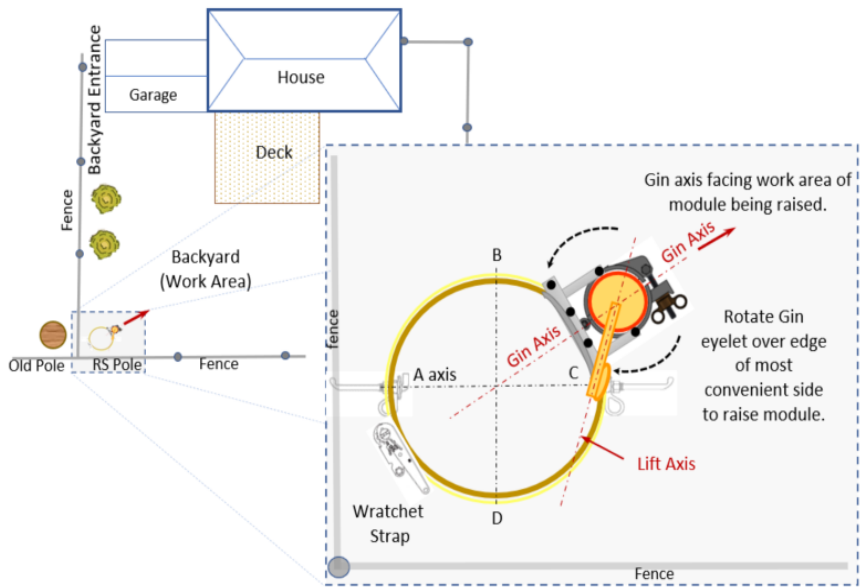 House
Garage
Backyard Entrance
Deck
Fence
Backyard
(Work Area)
Old Pole
RS Pole
Fence
Gin axis facing work area of
module being raised.
Gin Axis
B
Rotate Gin
eyelet over edge
of most
convenient side
to raise module.
fence
Gin Axis
A axis
C
Lift Axis
Wratchet
Strap
D
Fence